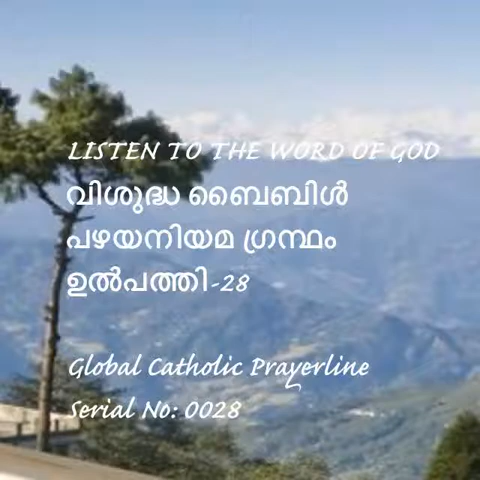 LISTEN TO THE WORD OF GOD
വിശുദ്ധ ബൈബിൾ
പഴയനിയമ ഗ്രന്ഥം
ഉൽപത്തി-28
Global Catholic Prayerline
Serial No: 0028